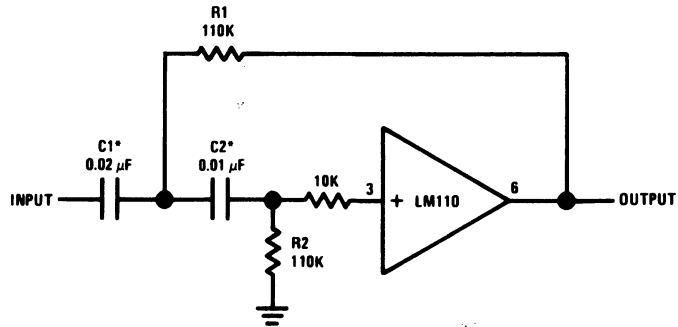 R1
110K
C1*
0.02 μF
C2*
0.01 μF
INPUT
10K
3
+ LM110
6
OUTPUT
R2
110K